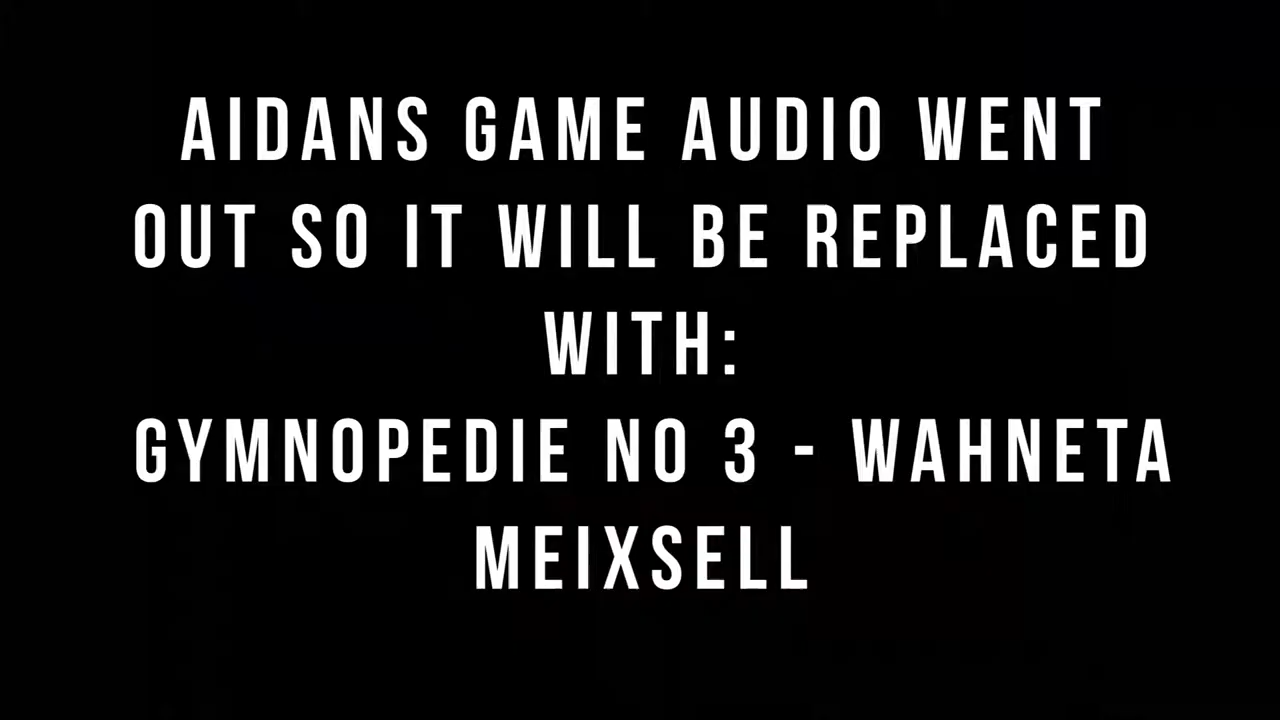 AIDANS GAME AUDIO WENT
OUT SO IT WILL BE REPLACED
WITH:
GYMNOPEDIE NO 3 - WAHNETA
MEIXSELL